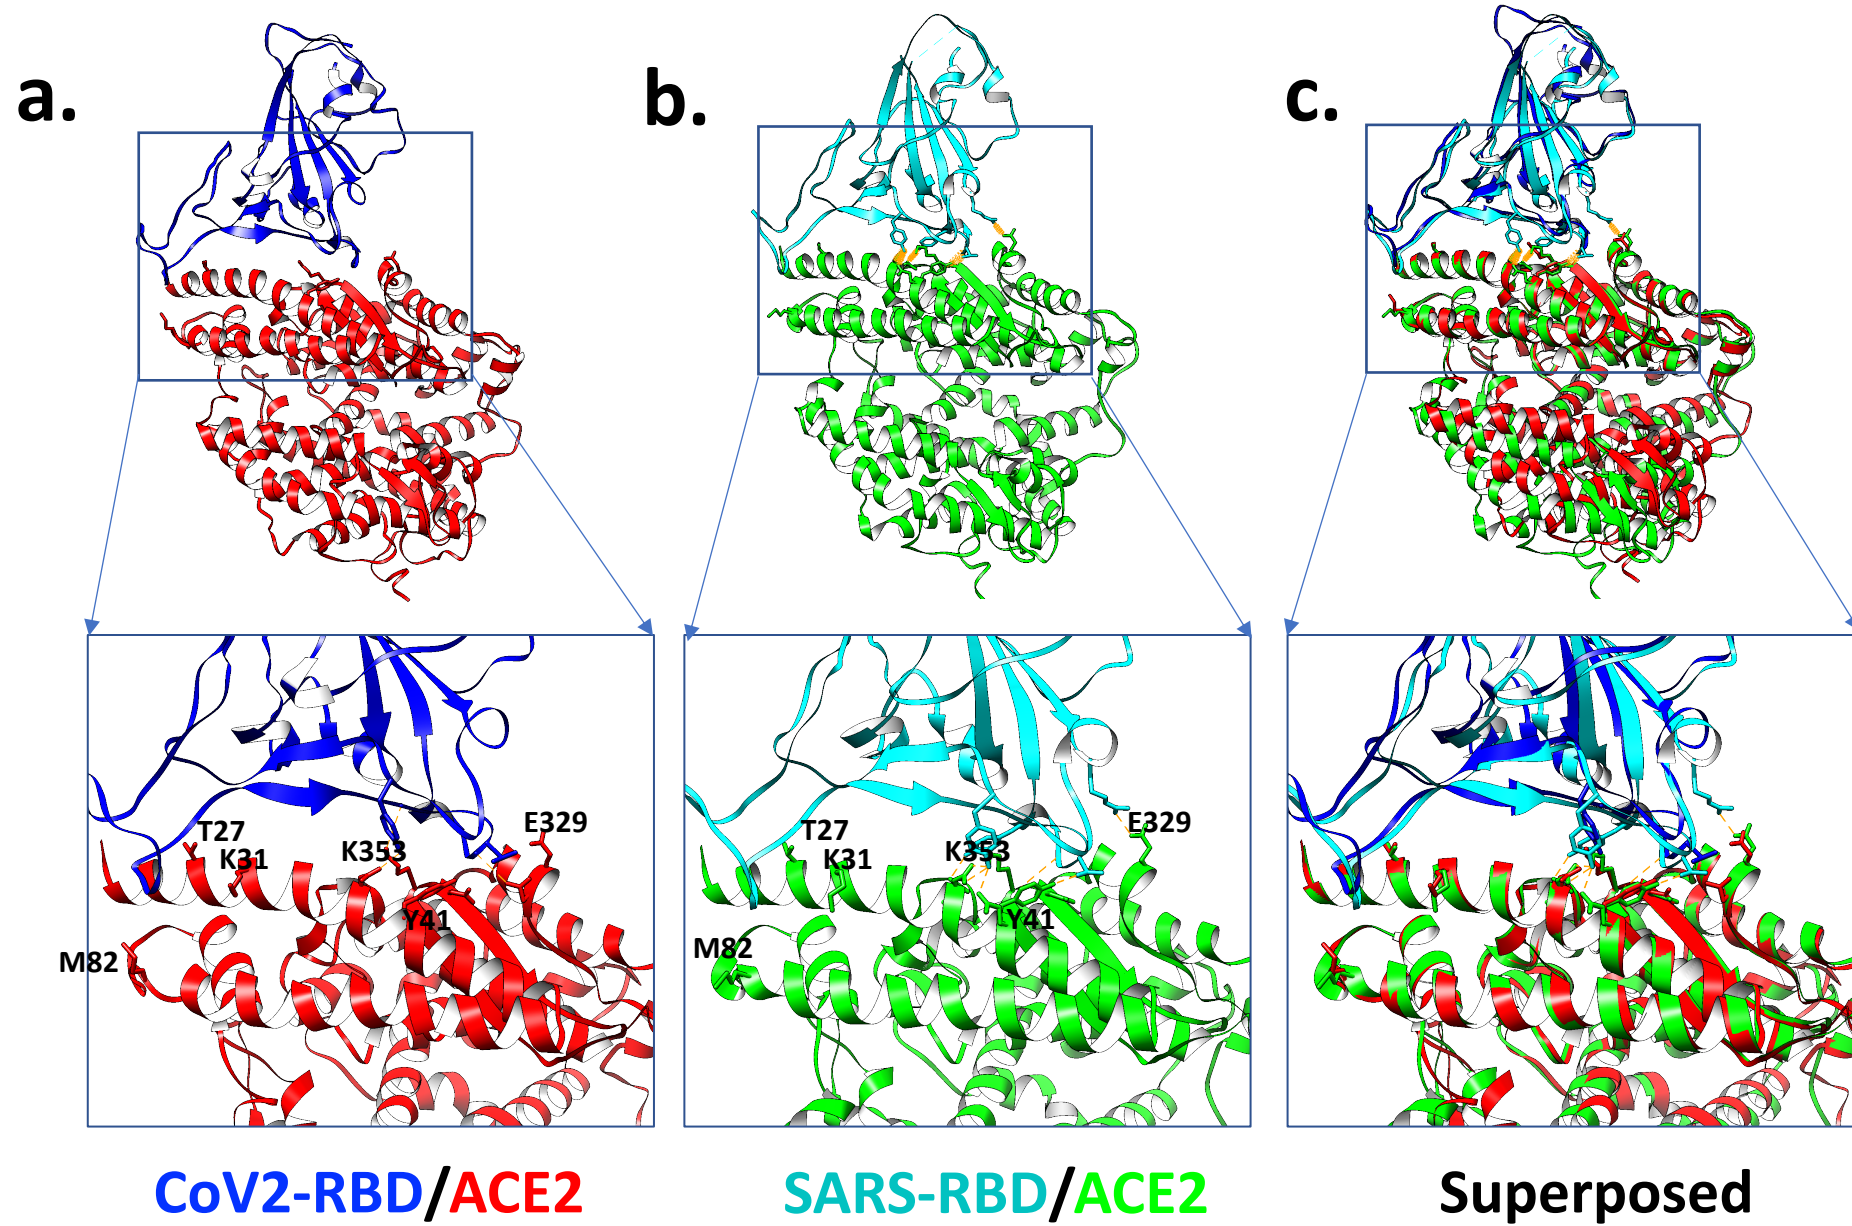 a.
b.
c.
T27
K31
K353
E329
Y41
M82
T27
K31
K353
E329
Y41
M82
CoV2-RBD/ACE2
SARS-RBD/ACE2
Superposed